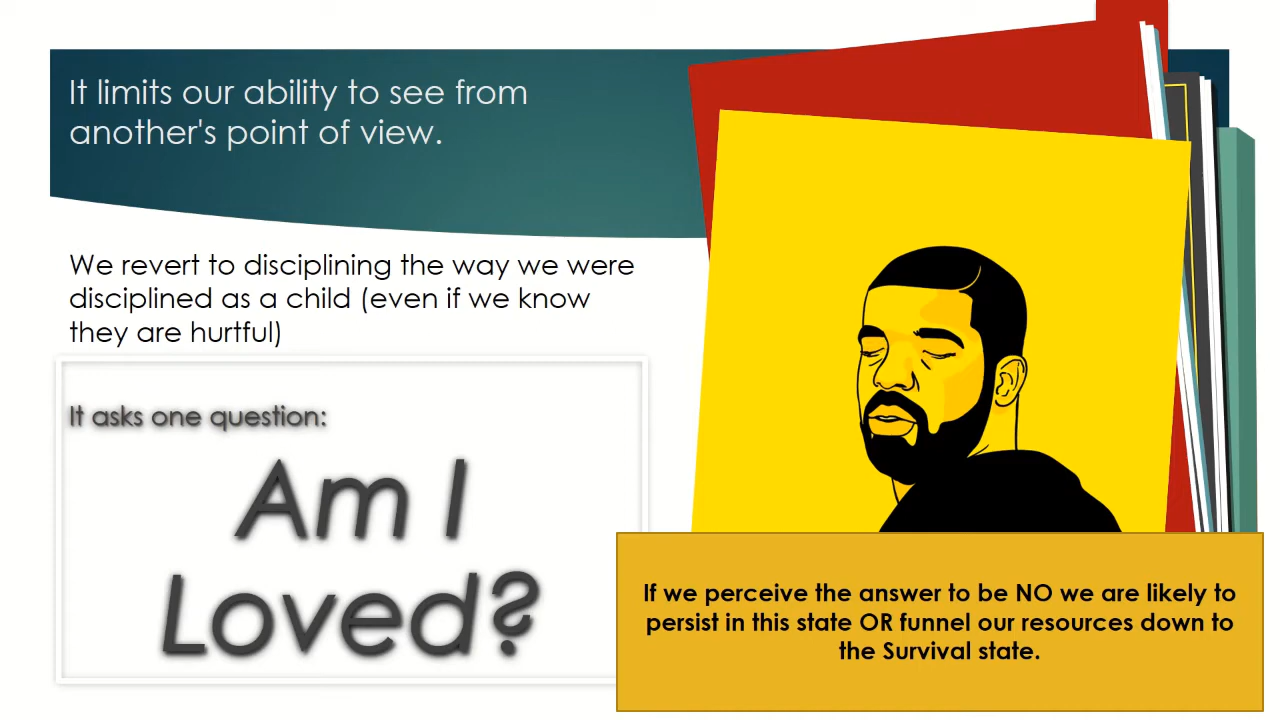 It limits our ability to see from
another's point of view.
We revert to disciplining the way we were
disciplined as a child (even if we know
they are hurtful)
It asks one question:
Am I
Loved?
If we perceive the answer to be NO we are likely to
persist in this state OR funnel our resources down to
the Survival state.